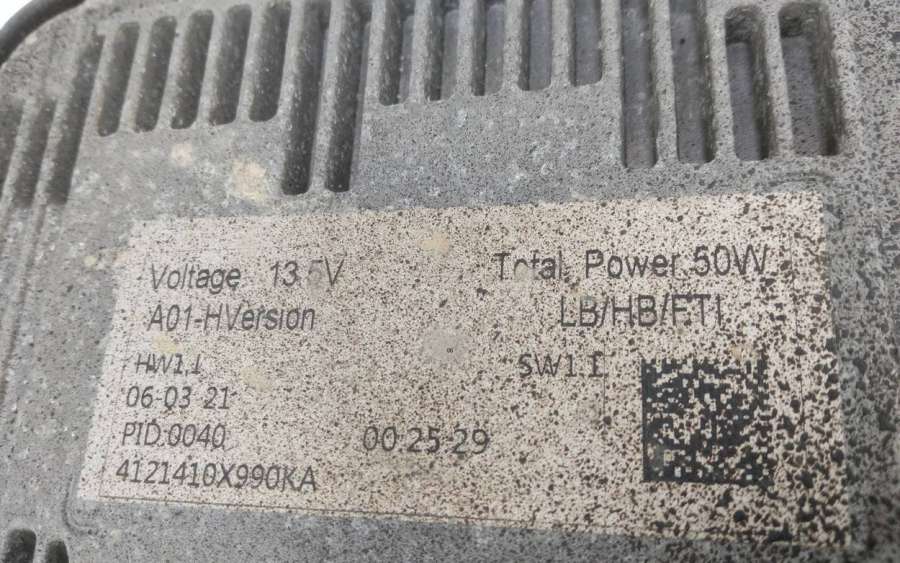 Voltage 13.5V Total Power 50W
A01-HVersion LB/HB/FTI
HW1.1 SW1.1
06-03 21
PID.0040 00 25 29
4121410X990KA